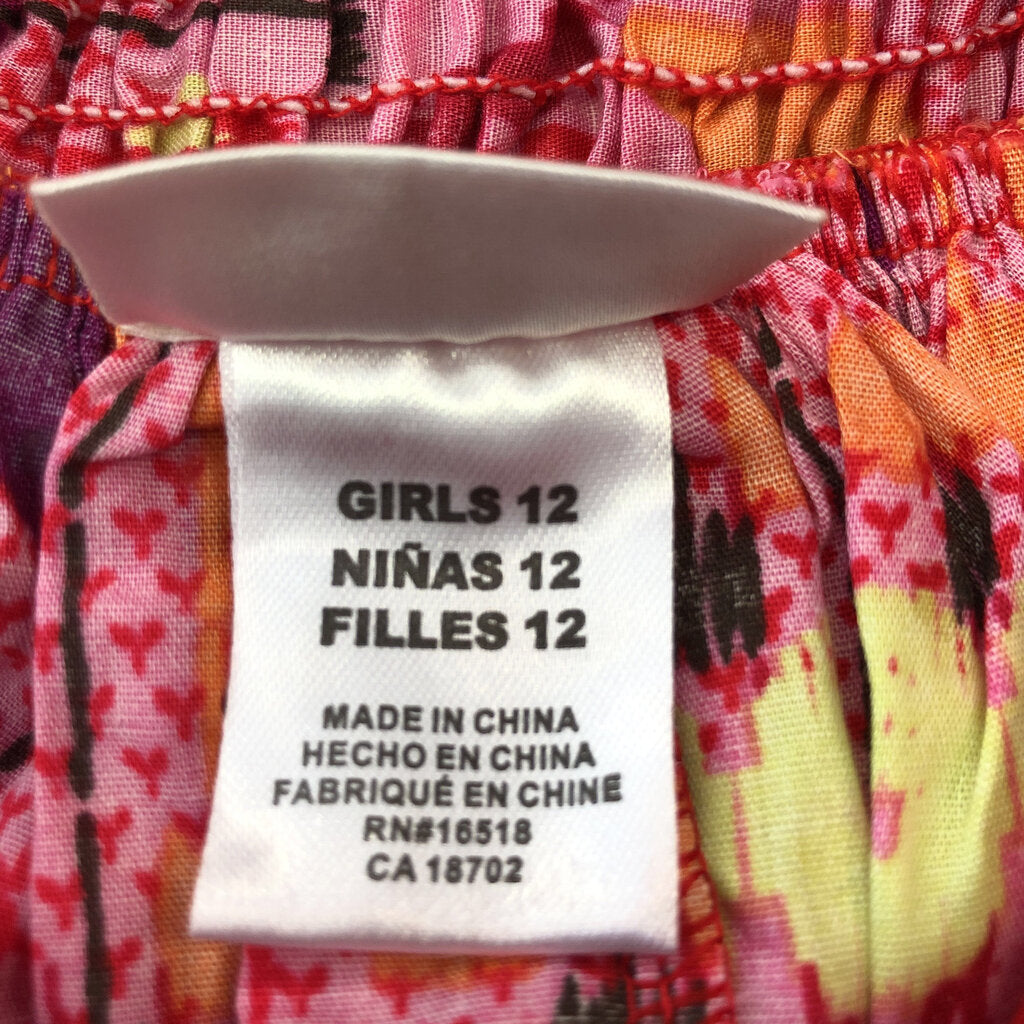 GIRLS 12
NIÑAS 12
FILLES 12
MADE IN CHINA
HECHO EN CHINA
FABRIQUÉ EN CHINE
RN#16518
CA 18702